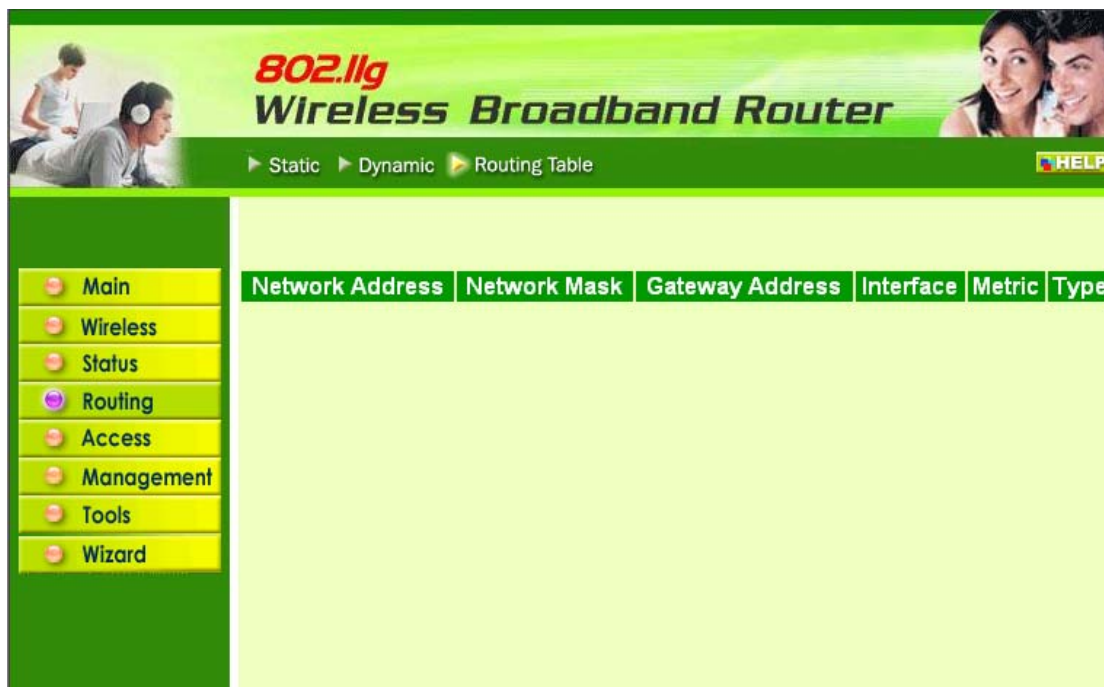 802.11g
Wireless Broadband Router
Static Dynamic Routing Table
HELP
Main
Wireless
Status
Routing
Access
Management
Tools
Wizard
Network Address Network Mask Gateway Address Interface Metric Type